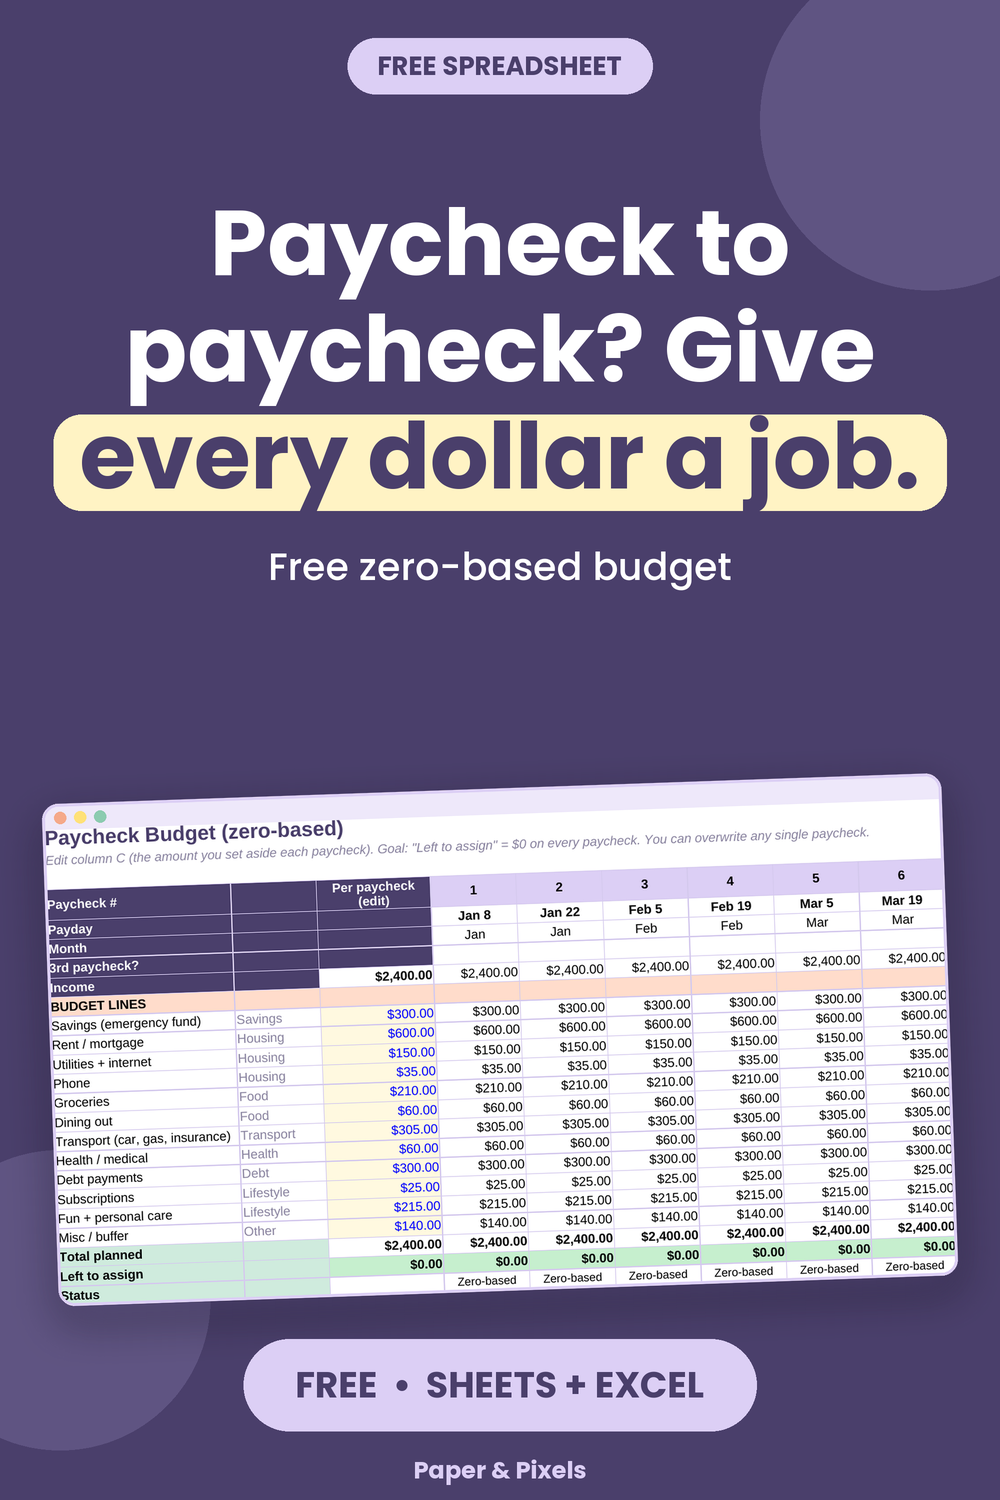 FREE SPREADSHEET
Paycheck to
paycheck? Give
every dollar a job.
Free zero-based budget
Paycheck Budget (zero-based)
Edit column C (the amount you set aside each paycheck). Goal: "Left to assign" = $0 on every paycheck. You can overwrite any single paycheck.
Paycheck # Per paycheck (edit) 1 2 3 4 5 6
Payday Jan 8 Jan 22 Feb 5 Feb 19 Mar 5 Mar 19
Month Jan Jan Feb Feb Mar Mar
3rd paycheck?
Income $2,400.00 $2,400.00 $2,400.00 $2,400.00 $2,400.00 $2,400.00 $2,400.00
BUDGET LINES
Savings (emergency fund) Savings $300.00 $300.00 $300.00 $300.00 $300.00 $300.00 $300.00
Rent / mortgage Housing $600.00 $600.00 $600.00 $600.00 $600.00 $600.00 $600.00
Utilities + internet Housing $150.00 $150.00 $150.00 $150.00 $150.00 $150.00 $150.00
Phone Housing $35.00 $35.00 $35.00 $35.00 $35.00 $35.00 $35.00
Groceries Food $210.00 $210.00 $210.00 $210.00 $210.00 $210.00 $210.00
Dining out Food $60.00 $60.00 $60.00 $60.00 $60.00 $60.00 $60.00
Transport (car, gas, insurance) Transport $305.00 $305.00 $305.00 $305.00 $305.00 $305.00 $305.00
Health / medical Health $60.00 $60.00 $60.00 $60.00 $60.00 $60.00 $60.00
Debt payments Debt $300.00 $300.00 $300.00 $300.00 $300.00 $300.00 $300.00
Subscriptions Lifestyle $25.00 $25.00 $25.00 $25.00 $25.00 $25.00 $25.00
Fun + personal care Lifestyle $215.00 $215.00 $215.00 $215.00 $215.00 $215.00 $215.00
Misc / buffer Other $140.00 $140.00 $140.00 $140.00 $140.00 $140.00 $140.00
Total planned $2,400.00 $2,400.00 $2,400.00 $2,400.00 $2,400.00 $2,400.00 $2,400.00
Left to assign $0.00 $0.00 $0.00 $0.00 $0.00 $0.00 $0.00
Status Zero-based Zero-based Zero-based Zero-based Zero-based Zero-based
FREE • SHEETS + EXCEL
Paper & Pixels